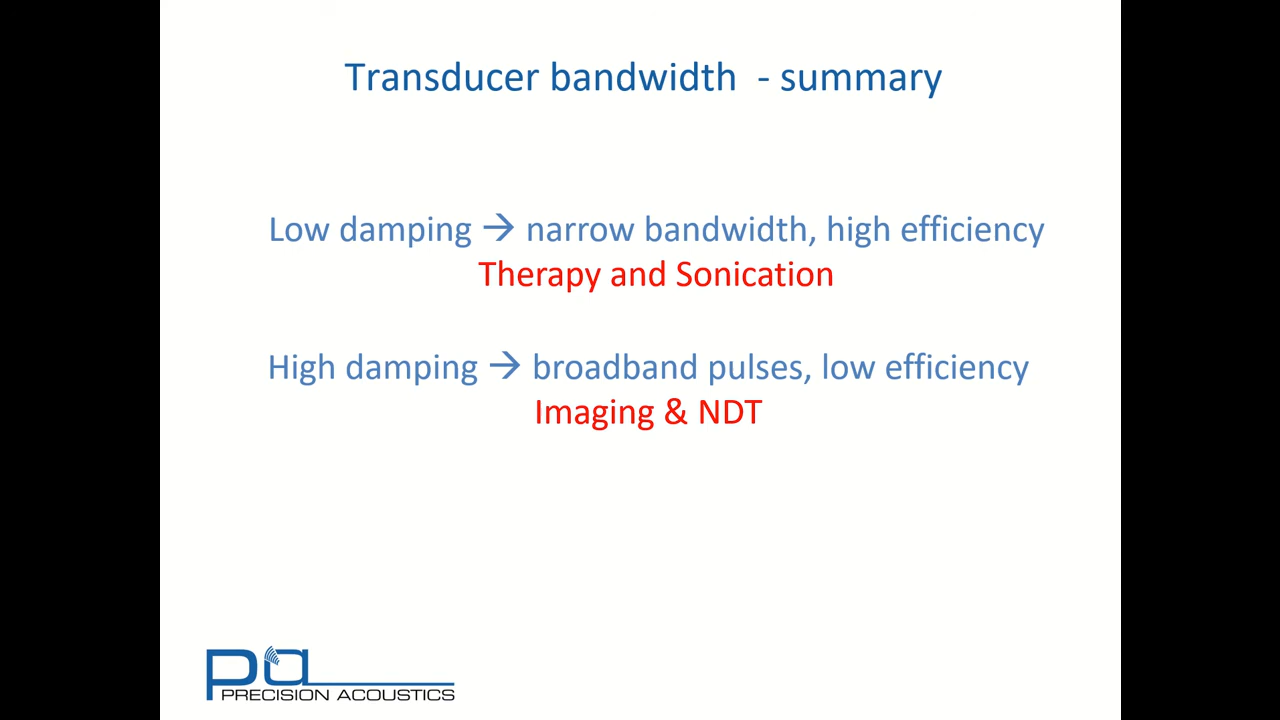 Transducer bandwidth - summary
Low damping → narrow bandwidth, high efficiency
Therapy and Sonication
High damping → broadband pulses, low efficiency
Imaging & NDT
pa
PRECISION ACOUSTICS